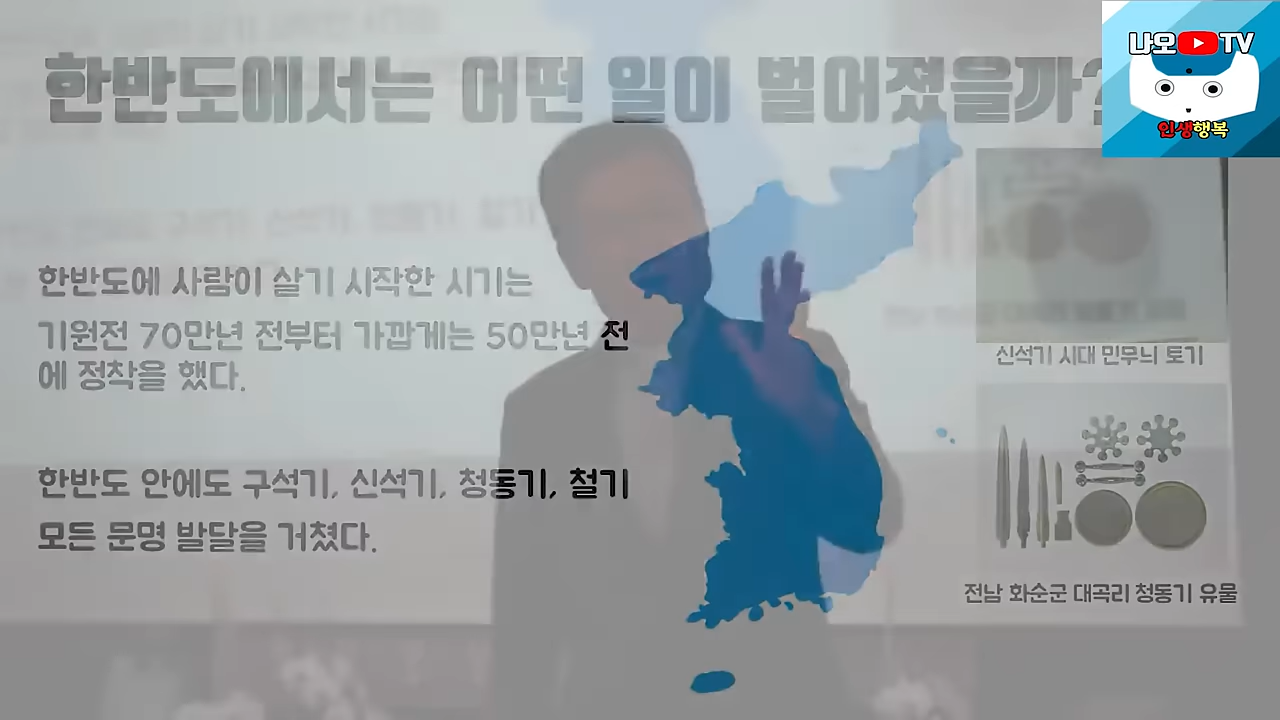 한반도에서는 어떤 일이 벌어졌을까?
나오 TV
인생행복
한반도에 사람이 살기 시작한 시기는
기원전 70만년 전부터 가깝게는 50만년 전
에 정착을 했다.
신석기 시대 민무늬 토기
한반도 안에도 구석기, 신석기, 청동기, 철기
모든 문명 발달을 거쳤다.
전남 화순군 대곡리 청동기 유물